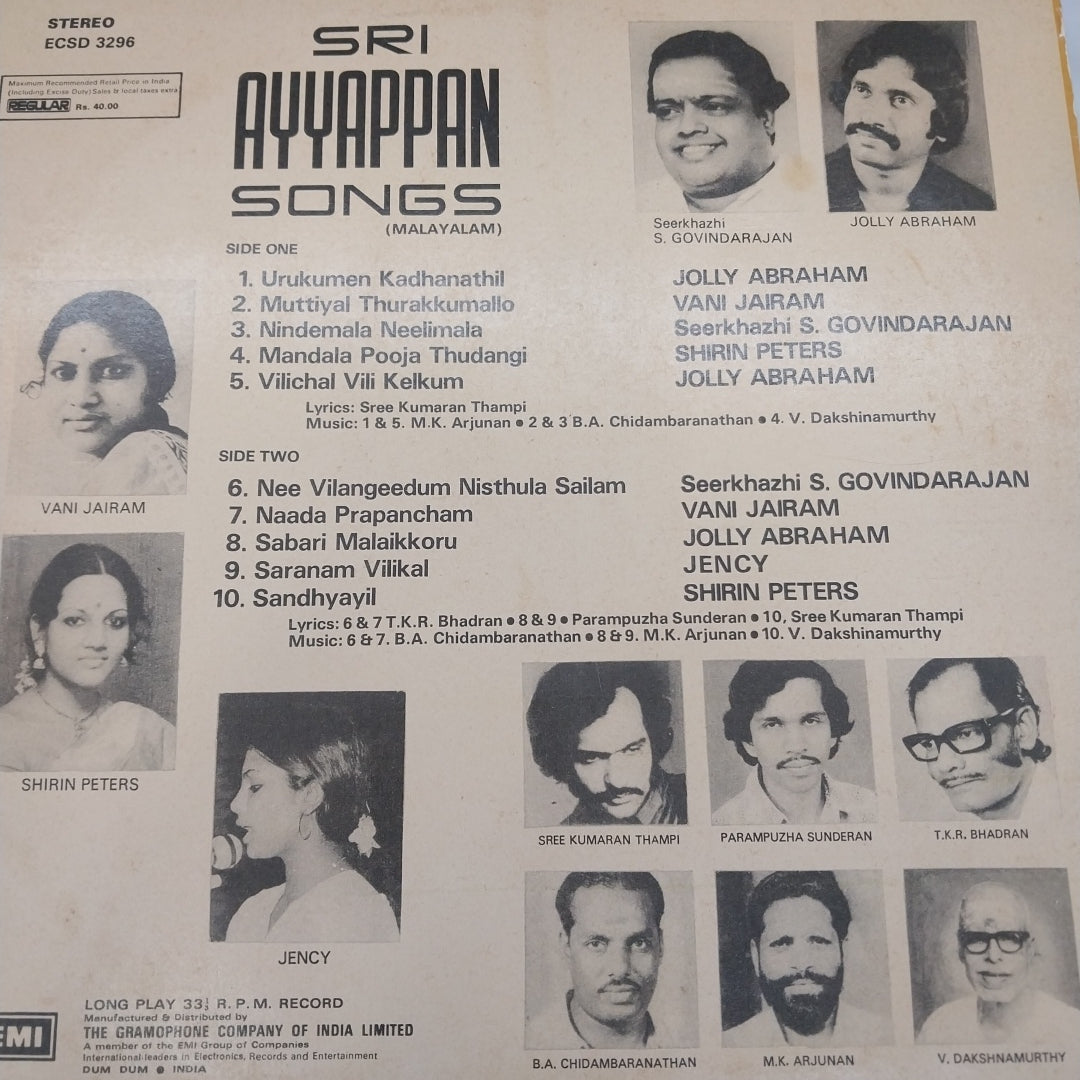 STEREO
ECSD 3296
Maximum Recommended Retail Price in India
(Including Excise Duty) Sales & local taxes extra
REGULAR Rs. 40.00
SRI
AYYAPPAN
SONGS
(MALAYALAM)
Seerkhazhi
S. GOVINDARAJAN
JOLLY ABRAHAM
SIDE ONE
1. Urukumen Kadhanathil JOLLY ABRAHAM
2. Muttiyal Thurakkumallo VANI JAIRAM
3. Nindemala Neelimala Seerkhazhi S. GOVINDARAJAN
4. Mandala Pooja Thudangi SHIRIN PETERS
5. Vilichal Vili Kelkum JOLLY ABRAHAM
Lyrics: Sree Kumaran Thampi
Music: 1 & 5. M.K. Arjunan ● 2 & 3 B.A. Chidambaranathan ● 4. V. Dakshinamurthy
SIDE TWO
6. Nee Vilangeedum Nisthula Sailam Seerkhazhi S. GOVINDARAJAN
7. Naada Prapancham VANI JAIRAM
8. Sabari Malaikkoru JOLLY ABRAHAM
9. Saranam Vilikal JENCY
10. Sandhyayil SHIRIN PETERS
Lyrics: 6 & 7 T.K.R. Bhadran ● 8 & 9 ● Parampuzha Sunderan ● 10, Sree Kumaran Thampi
Music: 6 & 7. B.A. Chidambaranathan ● 8 & 9. M.K. Arjunan ● 10. V. Dakshinamurthy
VANI JAIRAM
SHIRIN PETERS
JENCY
SREE KUMARAN THAMPI
PARAMPUZHA SUNDERAN
T.K.R. BHADRAN
B.A. CHIDAMBARANATHAN
M.K. ARJUNAN
V. DAKSHNAMURTHY
EMI
LONG PLAY 33⅓ R.P.M. RECORD
Manufactured & Distributed by
THE GRAMOPHONE COMPANY OF INDIA LIMITED
A member of the EMI Group of Companies
International leaders in Electronics, Records and Entertainment
DUM DUM ● INDIA